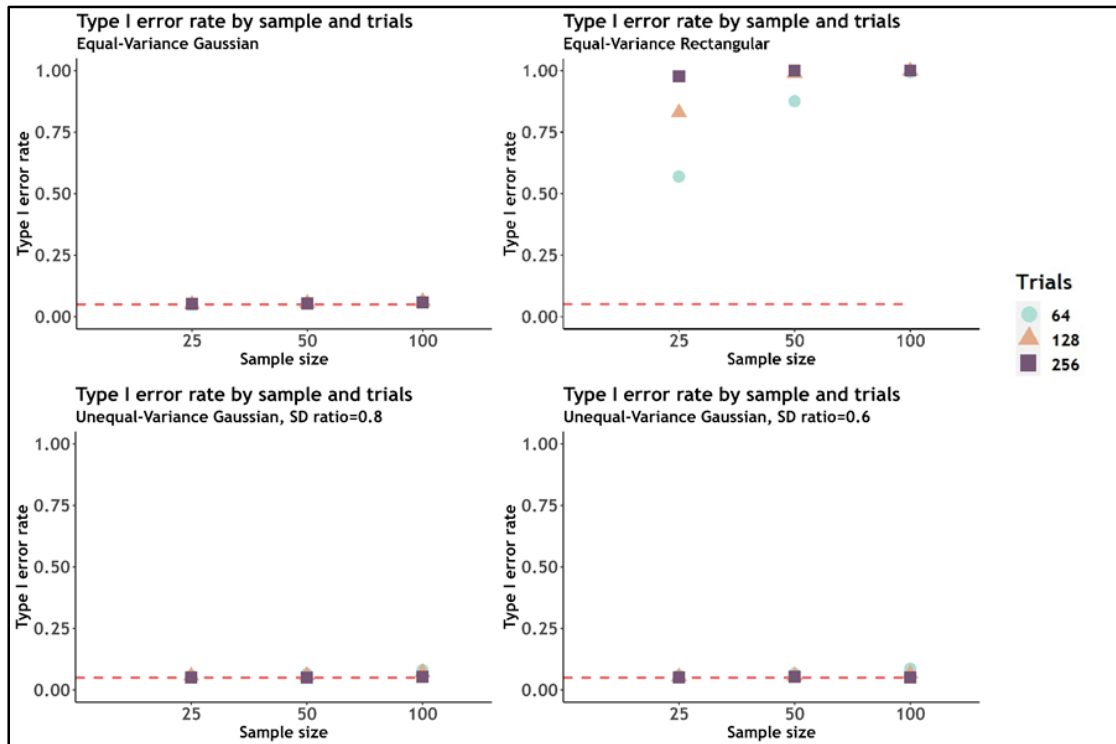 Type I error rate by sample and trials
Equal-Variance Gaussian
1.00
0.75
0.50
0.25
0.00
Type I error rate
25 50 100
Sample size
Type I error rate by sample and trials
Equal-Variance Rectangular
1.00
0.75
0.50
0.25
0.00
Type I error rate
25 50 100
Sample size
Trials
64
128
256
Type I error rate by sample and trials
Unequal-Variance Gaussian, SD ratio=0.8
1.00
0.75
0.50
0.25
0.00
Type I error rate
25 50 100
Sample size
Type I error rate by sample and trials
Unequal-Variance Gaussian, SD ratio=0.6
1.00
0.75
0.50
0.25
0.00
Type I error rate
25 50 100
Sample size